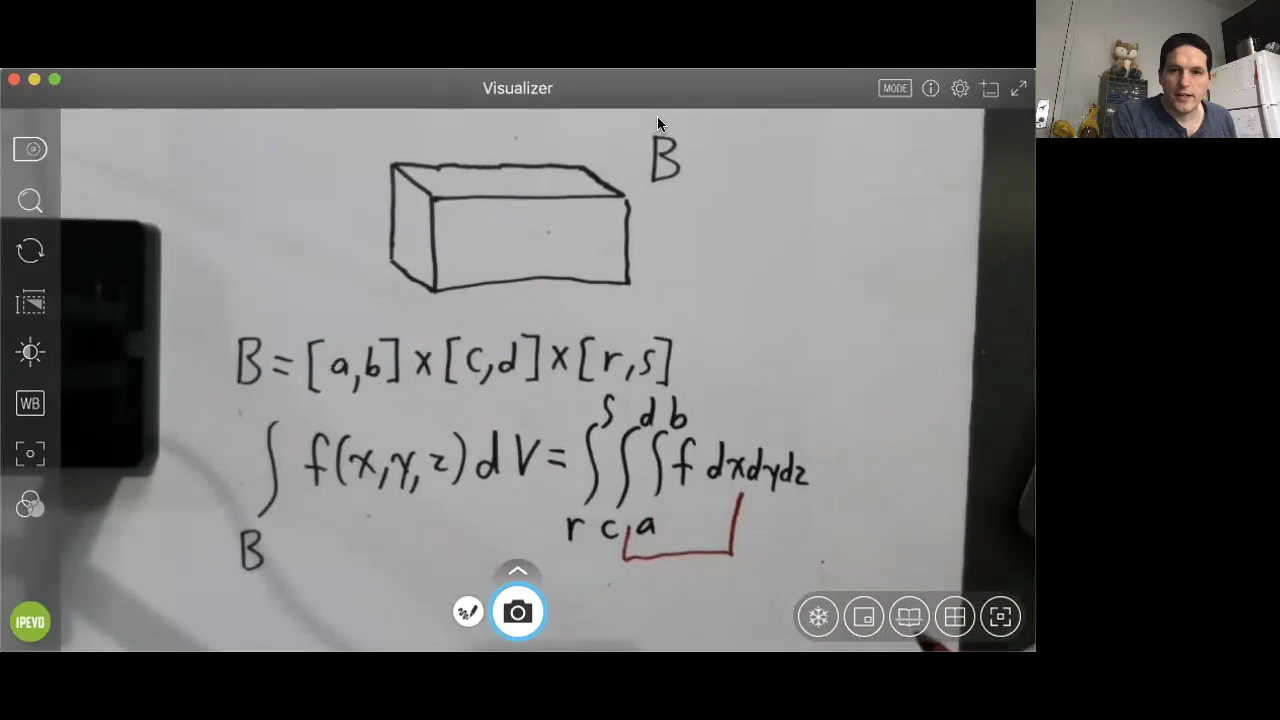 Visualizer
MODE
B
B = [a,b] × [c,d] × [r,s]
s d b
∫ f(x,y,z) dV = ∫ ∫ ∫ f dxdydz
B r c a
WB
IPEVO